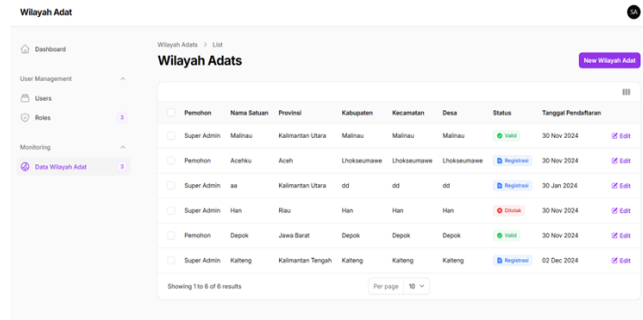 Wilayah Adat
SA
Dashboard
User Management
Users
Roles 3
Monitoring
Data Wilayah Adat 3
Wilayah Adats > List
Wilayah Adats
New Wilayah Adat
Pemohon Nama Satuan Provinsi Kabupaten Kecamatan Desa Status Tanggal Pendaftaran
Super Admin Malinau Kalimantan Utara Malinau Malinau Malinau Valid 30 Nov 2024 Edit
Pemohon Acehku Aceh Lhokseumawe Lhokseumawe Lhokseumawe Registrasi 30 Nov 2024 Edit
Super Admin aa Kalimantan Utara dd dd dd Registrasi 30 Jan 2024 Edit
Super Admin Han Riau Han Han Han Ditolak 30 Nov 2024 Edit
Pemohon Depok Jawa Barat Depok Depok Depok Valid 30 Nov 2024 Edit
Super Admin Kalteng Kalimantan Tengah Kalteng Kalteng Kalteng Registrasi 02 Dec 2024 Edit
Showing 1 to 6 of 6 results
Per page 10